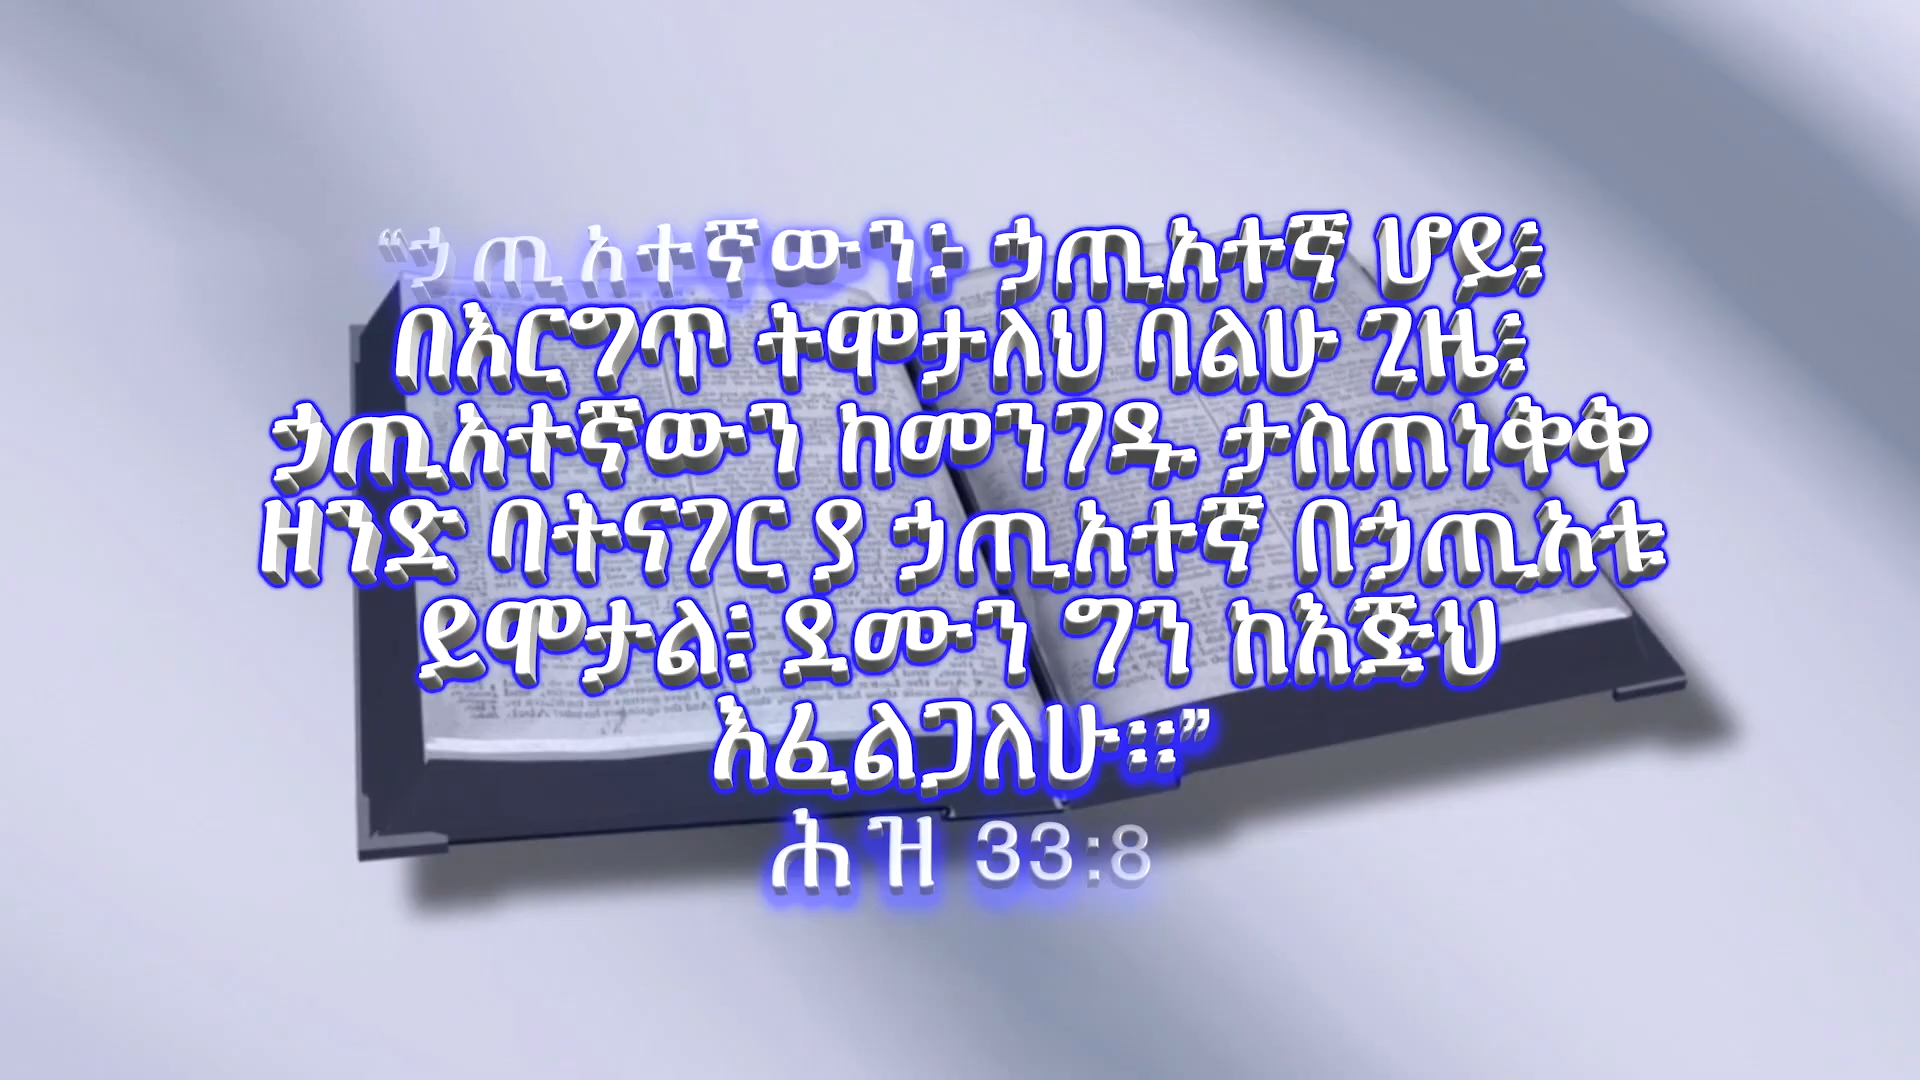 “ኃጢአተኛውን፥ ኃጢአተኛ ሆይ፥
በእርግጥ ትሞታለህ ባልሁ ጊዜ፥
ኃጢአተኛውን ከመንገዱ ታስጠነቅቅ
ዘንድ ባትናገር ያ ኃጢአተኛ በኃጢአቱ
ይሞታል፥ ደሙን ግን ከእጅህ
እፈልጋለሁ።”
ሕዝ 33:8